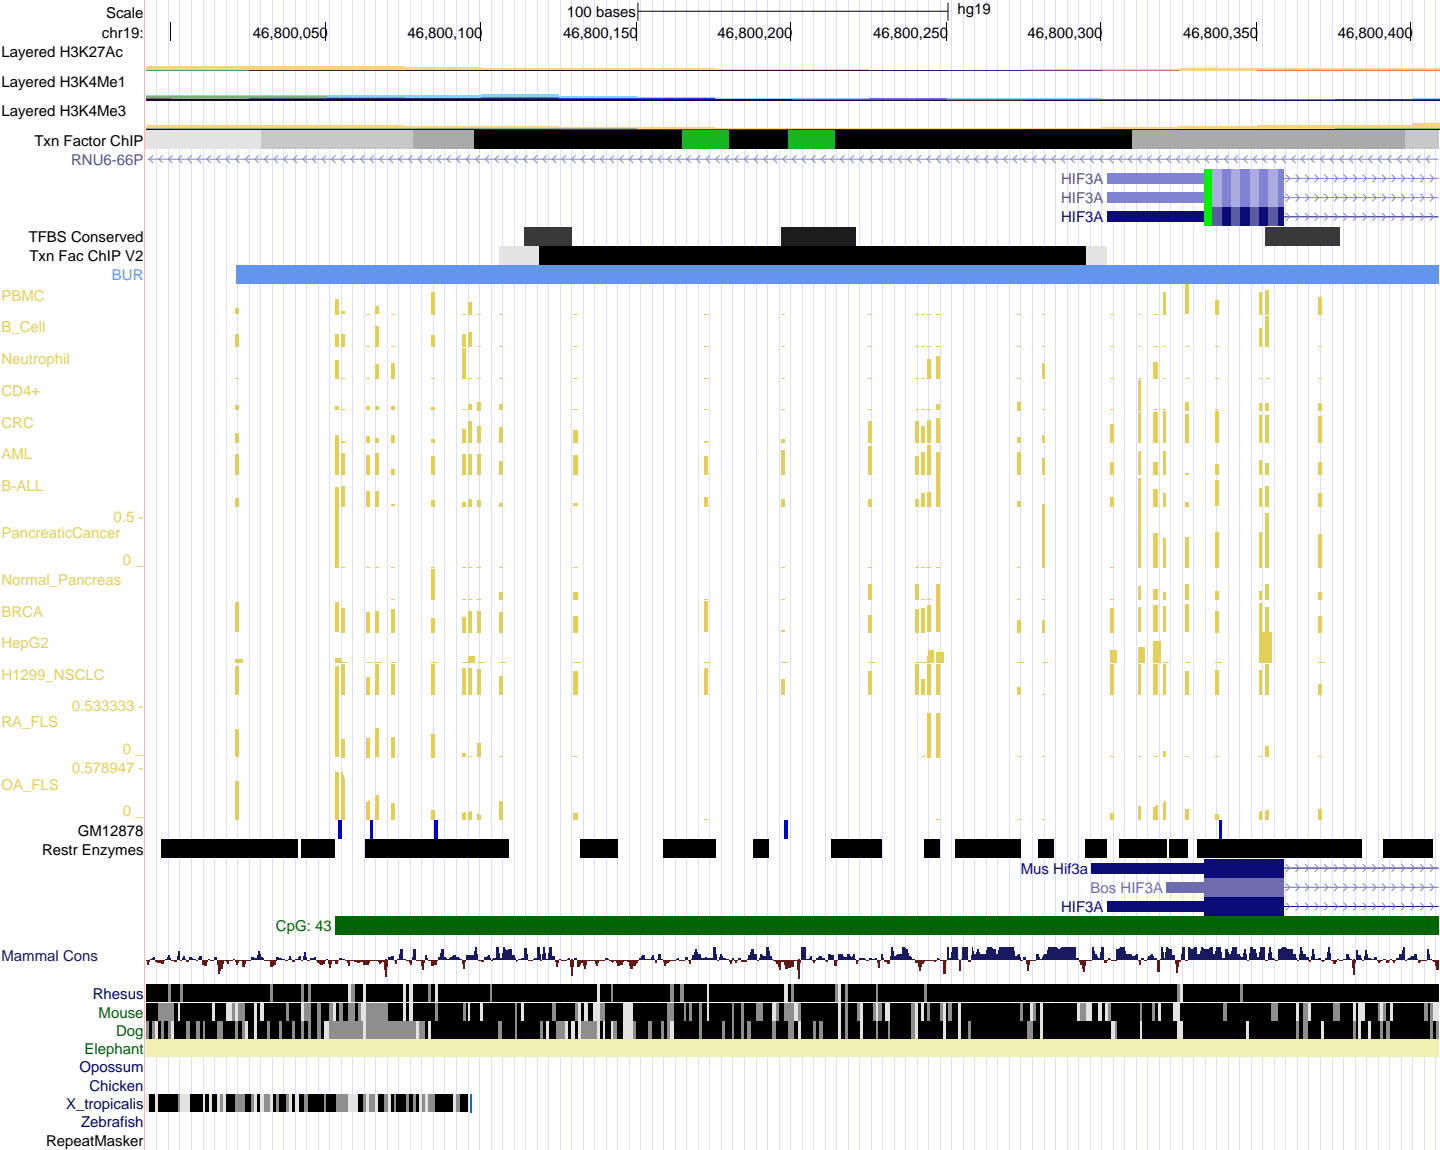 Scale 100 bases hg19
chr19: 46,800,050 46,800,100 46,800,150 46,800,200 46,800,250 46,800,300 46,800,350 46,800,400
Layered H3K27Ac
Layered H3K4Me1
Layered H3K4Me3
Txn Factor ChIP
RNU6-66P
HIF3A
HIF3A
HIF3A
TFBS Conserved
Txn Fac ChIP V2
BUR
PBMC
B_Cell
Neutrophil
CD4+
CRC
AML
B-ALL
0.5 -
PancreaticCancer
0 _
Normal_Pancreas
BRCA
HepG2
H1299_NSCLC
0.533333 -
RA_FLS
0 _
0.578947 -
OA_FLS
0 _
GM12878
Restr Enzymes
Mus Hif3a
Bos HIF3A
HIF3A
CpG: 43
Mammal Cons
Rhesus
Mouse
Dog
Elephant
Opossum
Chicken
X_tropicalis
Zebrafish
RepeatMasker